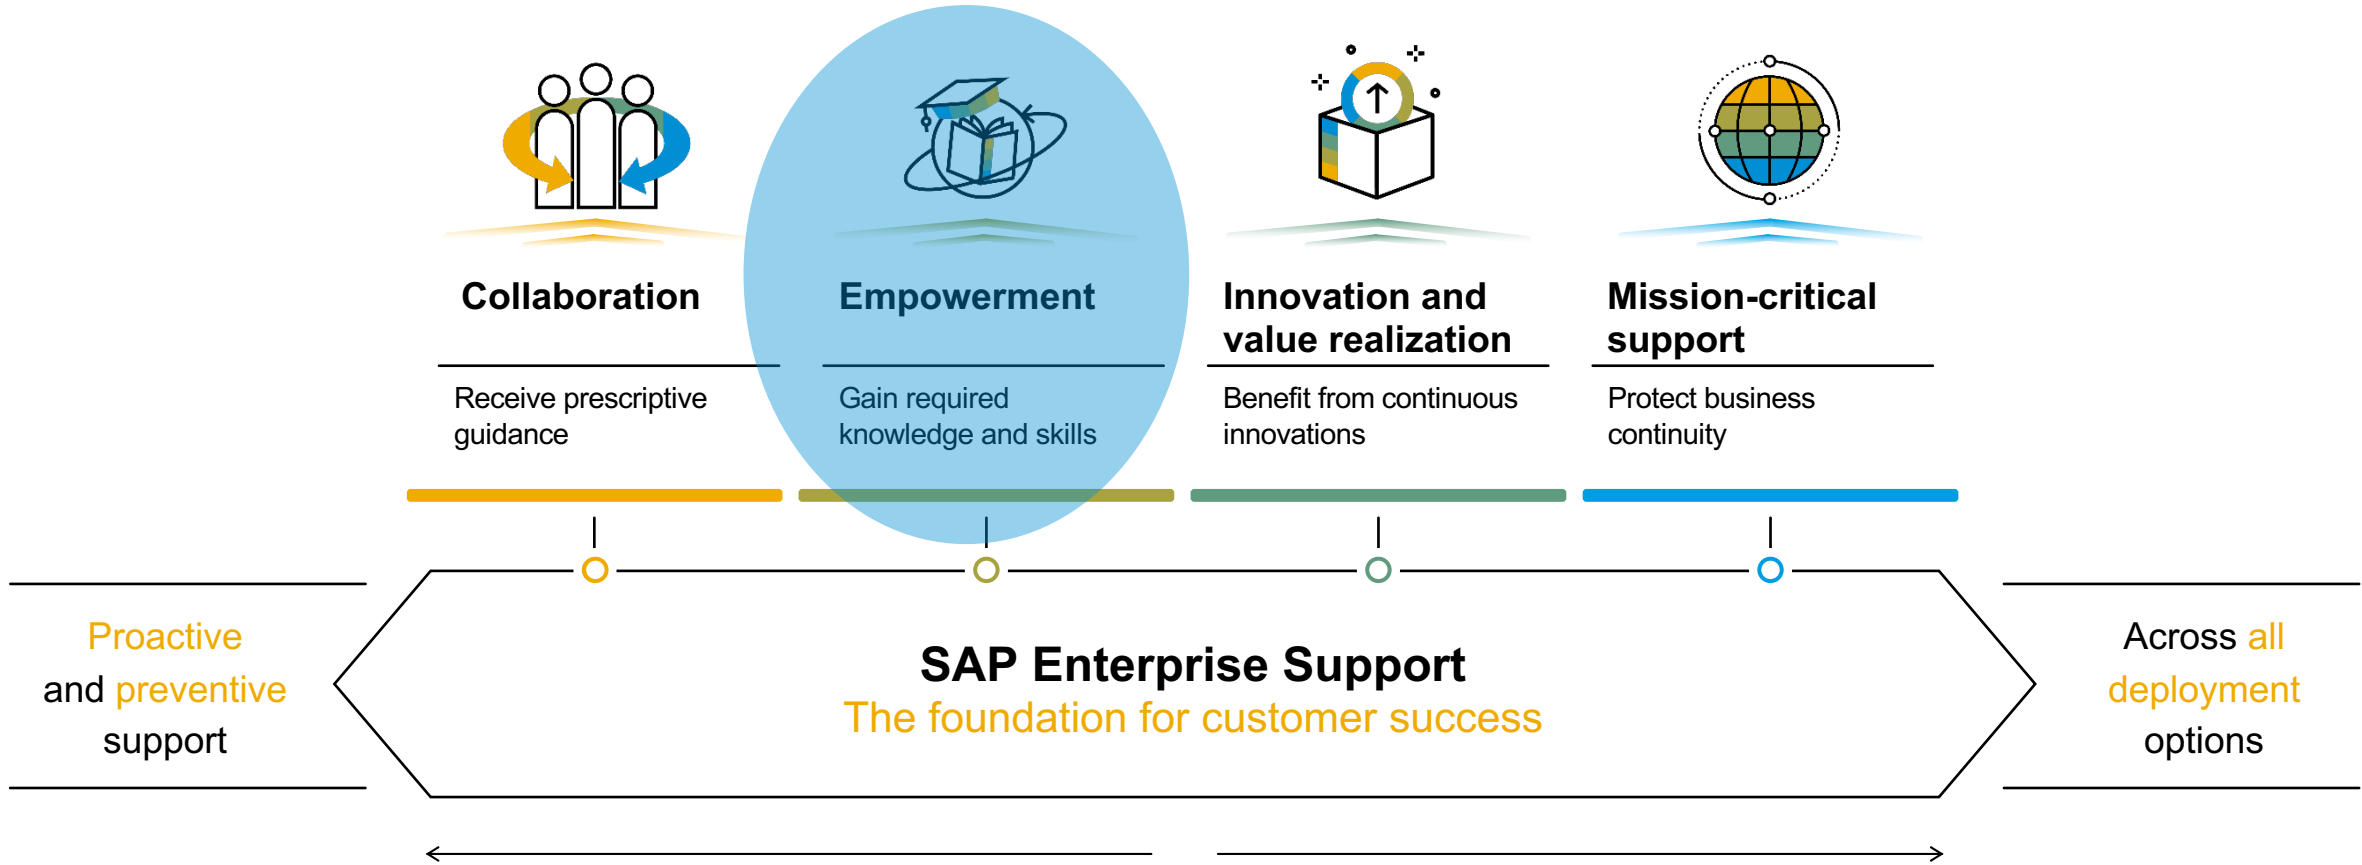 Collaboration
Receive prescriptive
guidance
Empowerment
Gain required
knowledge and skills
Innovation and
value realization
Benefit from continuous
innovations
Mission-critical
support
Protect business
continuity
Proactive
and preventive
support
SAP Enterprise Support
The foundation for customer success
Across all
deployment
options